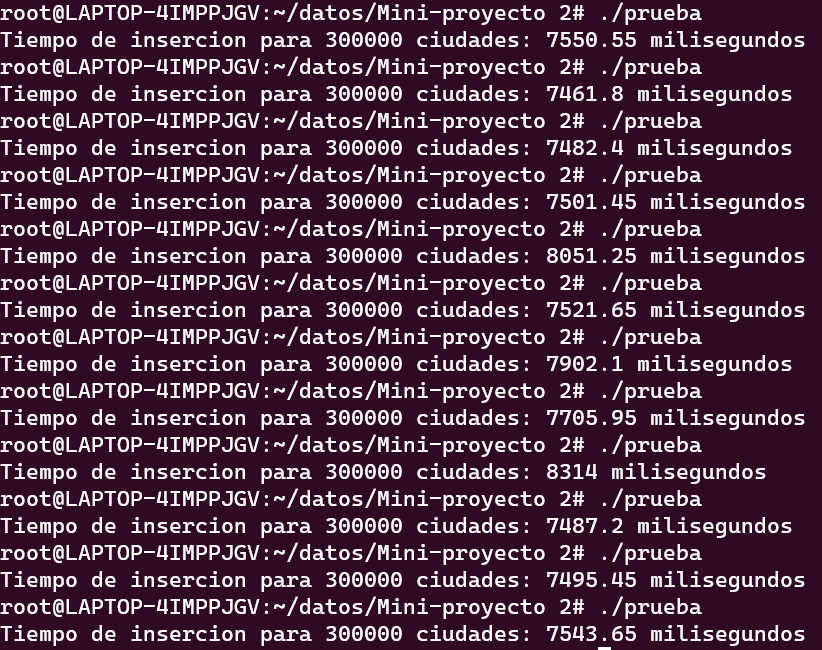 root@LAPTOP-4IMPPJGV:~/datos/Mini-proyecto 2# ./prueba
Tiempo de insercion para 300000 ciudades: 7550.55 milisegundos
root@LAPTOP-4IMPPJGV:~/datos/Mini-proyecto 2# ./prueba
Tiempo de insercion para 300000 ciudades: 7461.8 milisegundos
root@LAPTOP-4IMPPJGV:~/datos/Mini-proyecto 2# ./prueba
Tiempo de insercion para 300000 ciudades: 7482.4 milisegundos
root@LAPTOP-4IMPPJGV:~/datos/Mini-proyecto 2# ./prueba
Tiempo de insercion para 300000 ciudades: 7501.45 milisegundos
root@LAPTOP-4IMPPJGV:~/datos/Mini-proyecto 2# ./prueba
Tiempo de insercion para 300000 ciudades: 8051.25 milisegundos
root@LAPTOP-4IMPPJGV:~/datos/Mini-proyecto 2# ./prueba
Tiempo de insercion para 300000 ciudades: 7521.65 milisegundos
root@LAPTOP-4IMPPJGV:~/datos/Mini-proyecto 2# ./prueba
Tiempo de insercion para 300000 ciudades: 7902.1 milisegundos
root@LAPTOP-4IMPPJGV:~/datos/Mini-proyecto 2# ./prueba
Tiempo de insercion para 300000 ciudades: 7705.95 milisegundos
root@LAPTOP-4IMPPJGV:~/datos/Mini-proyecto 2# ./prueba
Tiempo de insercion para 300000 ciudades: 8314 milisegundos
root@LAPTOP-4IMPPJGV:~/datos/Mini-proyecto 2# ./prueba
Tiempo de insercion para 300000 ciudades: 7487.2 milisegundos
root@LAPTOP-4IMPPJGV:~/datos/Mini-proyecto 2# ./prueba
Tiempo de insercion para 300000 ciudades: 7495.45 milisegundos
root@LAPTOP-4IMPPJGV:~/datos/Mini-proyecto 2# ./prueba
Tiempo de insercion para 300000 ciudades: 7543.65 milisegundos